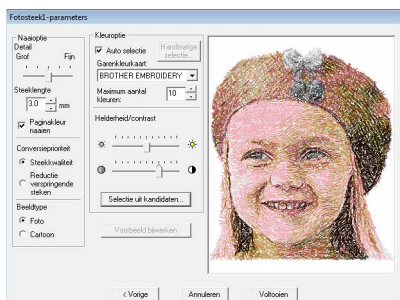 Fotosteek1-parameters
Naaioptie
Detail
Grof Fijn
Steeklengte
3.0 mm
Paginakleur
naaien
Conversieprioriteit
Steekkwaliteit
Reductie
verspringende
steken
Beeldtype
Foto
Cartoon
Kleuroptie
Auto selectie
Handmatige
selectie...
Garenkleurkaart:
BROTHER EMBROIDERY
Maximum aantal
kleuren:
10
Helderheid/contrast
Selectie uit kandidaten...
Voorbeeld bijwerken
< Vorige
Annuleren
Voltooien